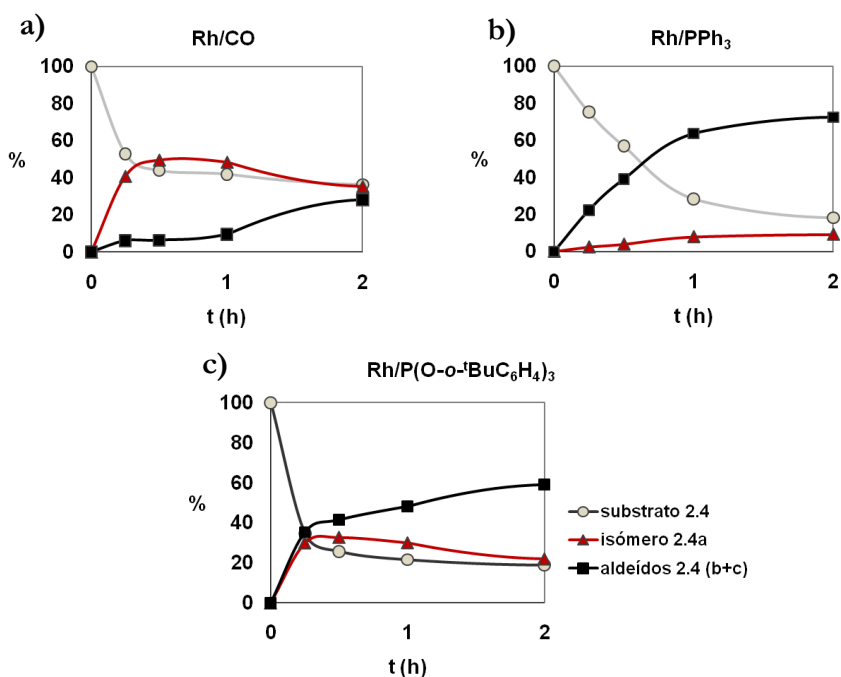 a)
Rh/CO
100
80
60
40
20
0
%
0 1 2
t (h)
b)
Rh/PPh₃
100
80
60
40
20
0
%
0 1 2
t (h)
c)
Rh/P(O-o-ᵗBuC₆H₄)₃
100
80
60
40
20
0
%
0 1 2
t (h)
substrato 2.4
isómero 2.4a
aldeídos 2.4 (b+c)